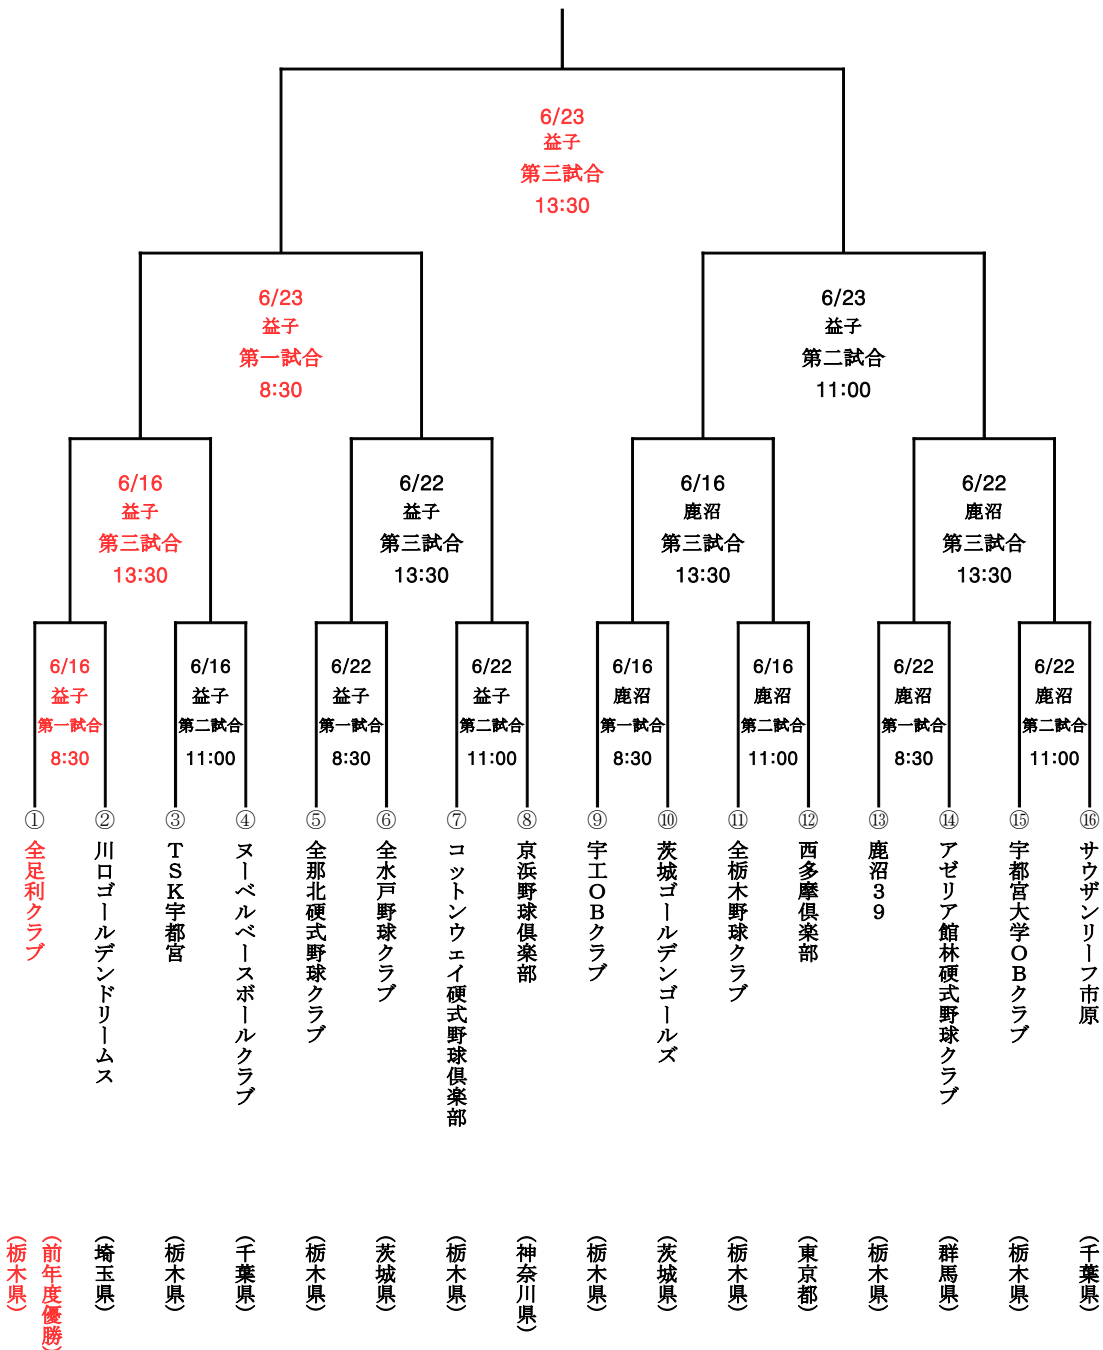 6/23
益子
第三試合
13:30
6/23
益子
第一試合
8:30
6/23
益子
第二試合
11:00
6/16
益子
第三試合
13:30
6/22
益子
第三試合
13:30
6/16
鹿沼
第三試合
13:30
6/22
鹿沼
第三試合
13:30
6/16
益子
第一試合
8:30
6/16
益子
第二試合
11:00
6/22
益子
第一試合
8:30
6/22
益子
第二試合
11:00
6/16
鹿沼
第一試合
8:30
6/16
鹿沼
第二試合
11:00
6/22
鹿沼
第一試合
8:30
6/22
鹿沼
第二試合
11:00
①
全足利クラブ
(前年度優勝)
(栃木県)
②
川口ゴールデンドリームス
(埼玉県)
③
TSK宇都宮
(栃木県)
④
ヌーベルベースボールクラブ
(千葉県)
⑤
全那北硬式野球クラブ
(栃木県)
⑥
全水戸野球クラブ
(茨城県)
⑦
コットンウェイ硬式野球倶楽部
(栃木県)
⑧
京浜野球倶楽部
(神奈川県)
⑨
宇工OBクラブ
(栃木県)
⑩
茨城ゴールデンゴールズ
(茨城県)
⑪
全栃木野球クラブ
(栃木県)
⑫
西多摩倶楽部
(東京都)
⑬
鹿沼39
(栃木県)
⑭
アゼリア館林硬式野球クラブ
(群馬県)
⑮
宇都宮大学OBクラブ
(栃木県)
⑯
サウザンリーフ市原
(千葉県)